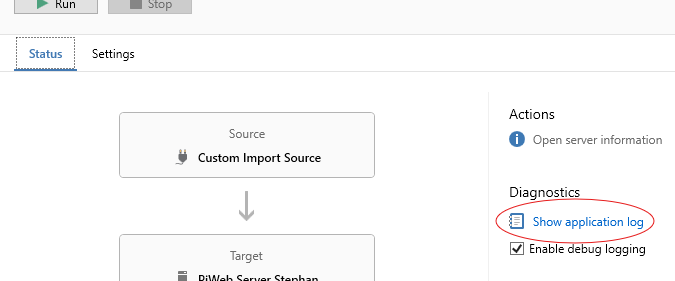 Run
Stop
Status
Settings
Source
Custom Import Source
Target
PiWeb Server Stephan
Actions
Open server information
Diagnostics
Show application log
Enable debug logging